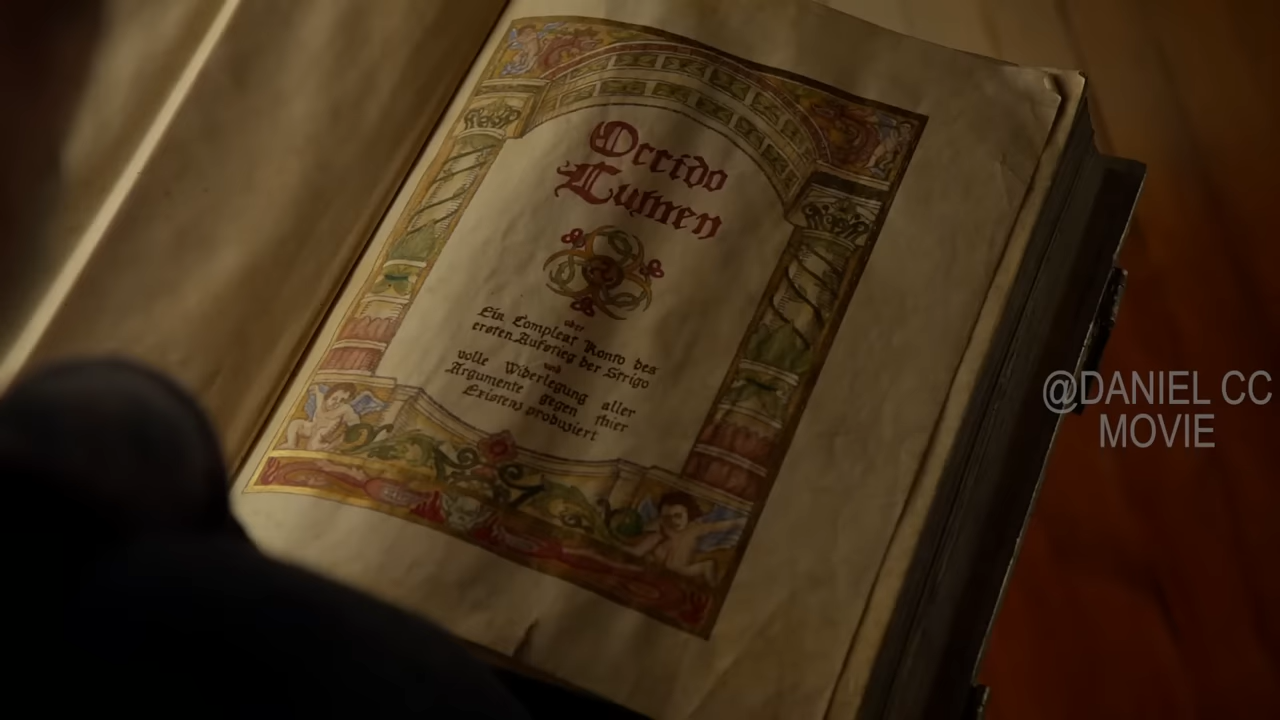 Occido
Lumen
oder
Ein Compleat Konto des
ersten Aufstieg der Strigo
und
volle Widerlegung aller
Argumente gegen thier
Existenz produziert
@DANIEL CC
MOVIE